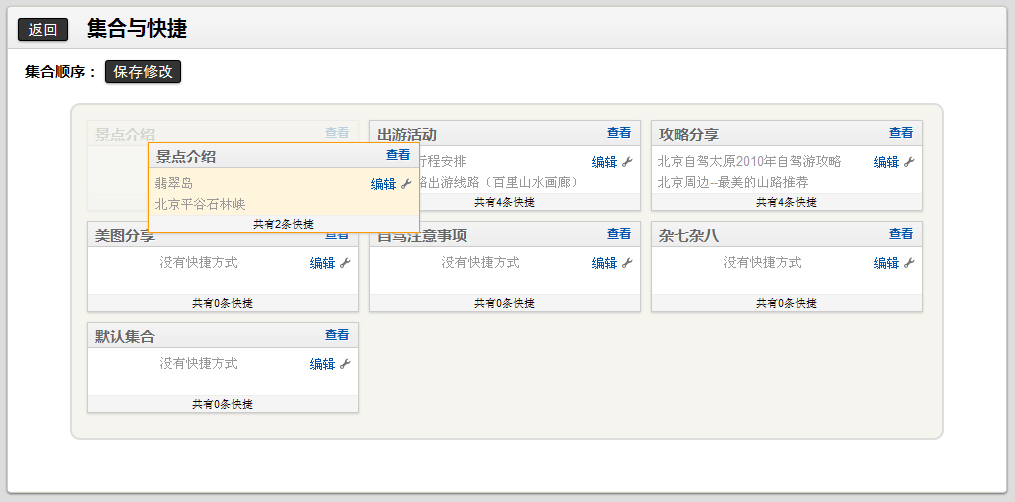 返回 集合与快捷
集合顺序： 保存修改
景点介绍 查看
出游活动 查看
攻略分享 查看
景点介绍 查看
翡翠岛 编辑
北京平谷石林峡
共有2条快捷
行程安排 编辑
出游线路（百里山水画廊）
共有4条快捷
北京自驾太原2010年自驾游攻略 编辑
北京周边--最美的山路推荐
共有4条快捷
美图分享 查看
没有快捷方式 编辑
共有0条快捷
自驾注意事项 查看
没有快捷方式 编辑
共有0条快捷
杂七杂八 查看
没有快捷方式 编辑
共有0条快捷
默认集合 查看
没有快捷方式 编辑
共有0条快捷